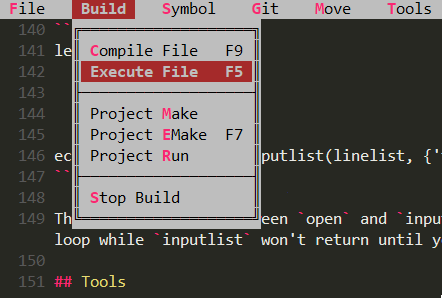 File Build Symbol Git Move Tools
140 ``
141 le Compile File F9
142 Execute File F5
143
144 Project Make
145 Project EMake F7
146 ec Project Run putlist(linelist, {'
147 ``
148 Stop Build
149 Th een `open` and `inpu
loop while `inputlist` won't return until y
150
151 ## Tools